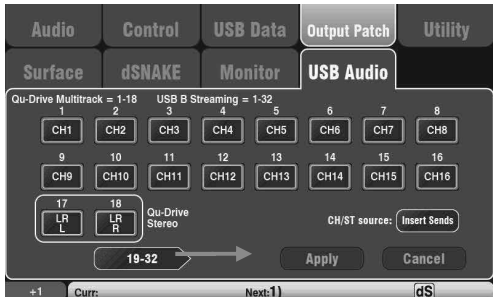 Audio Control USB Data Output Patch Utility
Surface dSNAKE Monitor USB Audio
Qu-Drive Multitrack = 1-18 USB B Streaming = 1-32
1 2 3 4 5 6 7 8
CH1 CH2 CH3 CH4 CH5 CH6 CH7 CH8
9 10 11 12 13 14 15 16
CH9 CH10 CH11 CH12 CH13 CH14 CH15 CH16
17 18
LR L LR R Qu-Drive Stereo CH/ST source: Insert Sends
19-32 Apply Cancel
+1 Curr: Next:1) dS